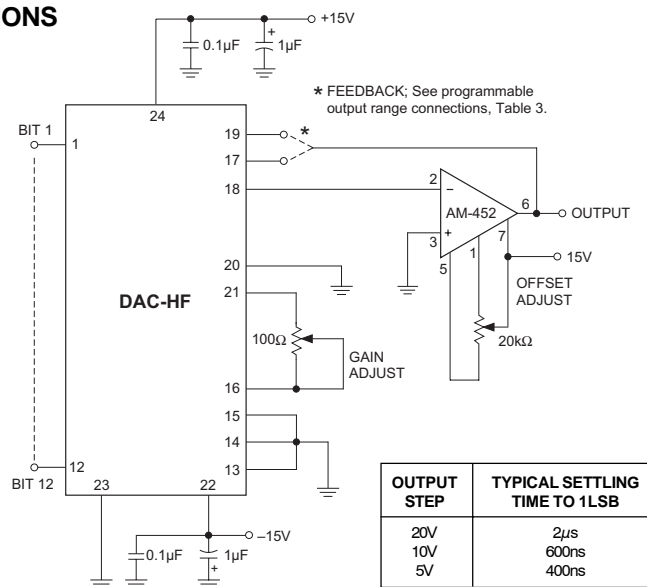 ONS
+15V
+
0.1µF
1µF
* FEEDBACK; See programmable
output range connections, Table 3.
24
BIT 1
1
19
*
17
18
2
–
AM-452
6
OUTPUT
+
3
7
15V
5
1
OFFSET
ADJUST
20kΩ
20
21
DAC-HF
100Ω
GAIN
ADJUST
16
15
14
13
12
BIT 12
23
22
–15V
0.1µF
1µF
+
OUTPUT STEP TYPICAL SETTLING TIME TO 1LSB
20V 2µs
10V 600ns
5V 400ns